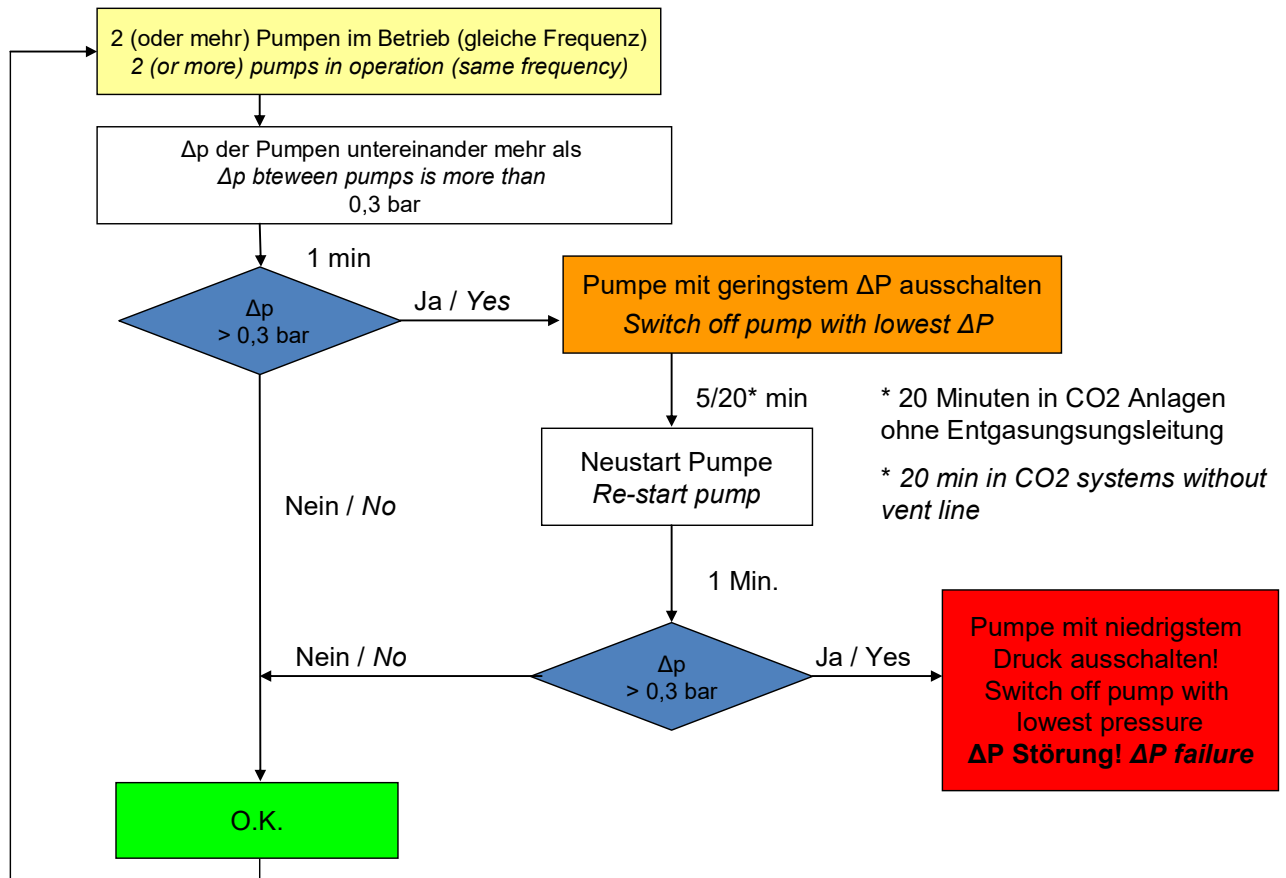 2 (oder mehr) Pumpen im Betrieb (gleiche Frequenz)
2 (or more) pumps in operation (same frequency)
Δp der Pumpen untereinander mehr als
Δp bteween pumps is more than
0,3 bar
1 min
Δp
> 0,3 bar
Ja / Yes
Pumpe mit geringstem ΔP ausschalten
Switch off pump with lowest ΔP
5/20* min
* 20 Minuten in CO2 Anlagen
ohne Entgasungsungsleitung
* 20 min in CO2 systems without
vent line
Neustart Pumpe
Re-start pump
Nein / No
1 Min.
Nein / No
Δp
> 0,3 bar
Ja / Yes
Pumpe mit niedrigstem
Druck ausschalten!
Switch off pump with
lowest pressure
ΔP Störung! ΔP failure
O.K.